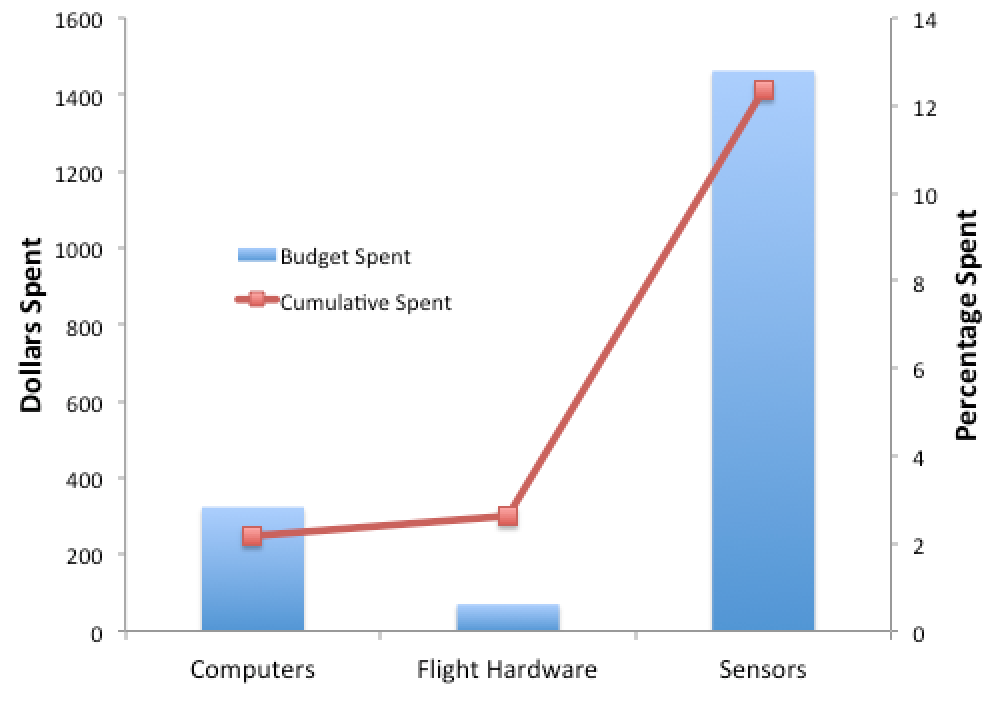 1600
1400
1200
1000
800
600
400
200
0
Dollars Spent
Budget Spent
Cumulative Spent
14
12
10
8
6
4
2
0
Percentage Spent
Computers
Flight Hardware
Sensors